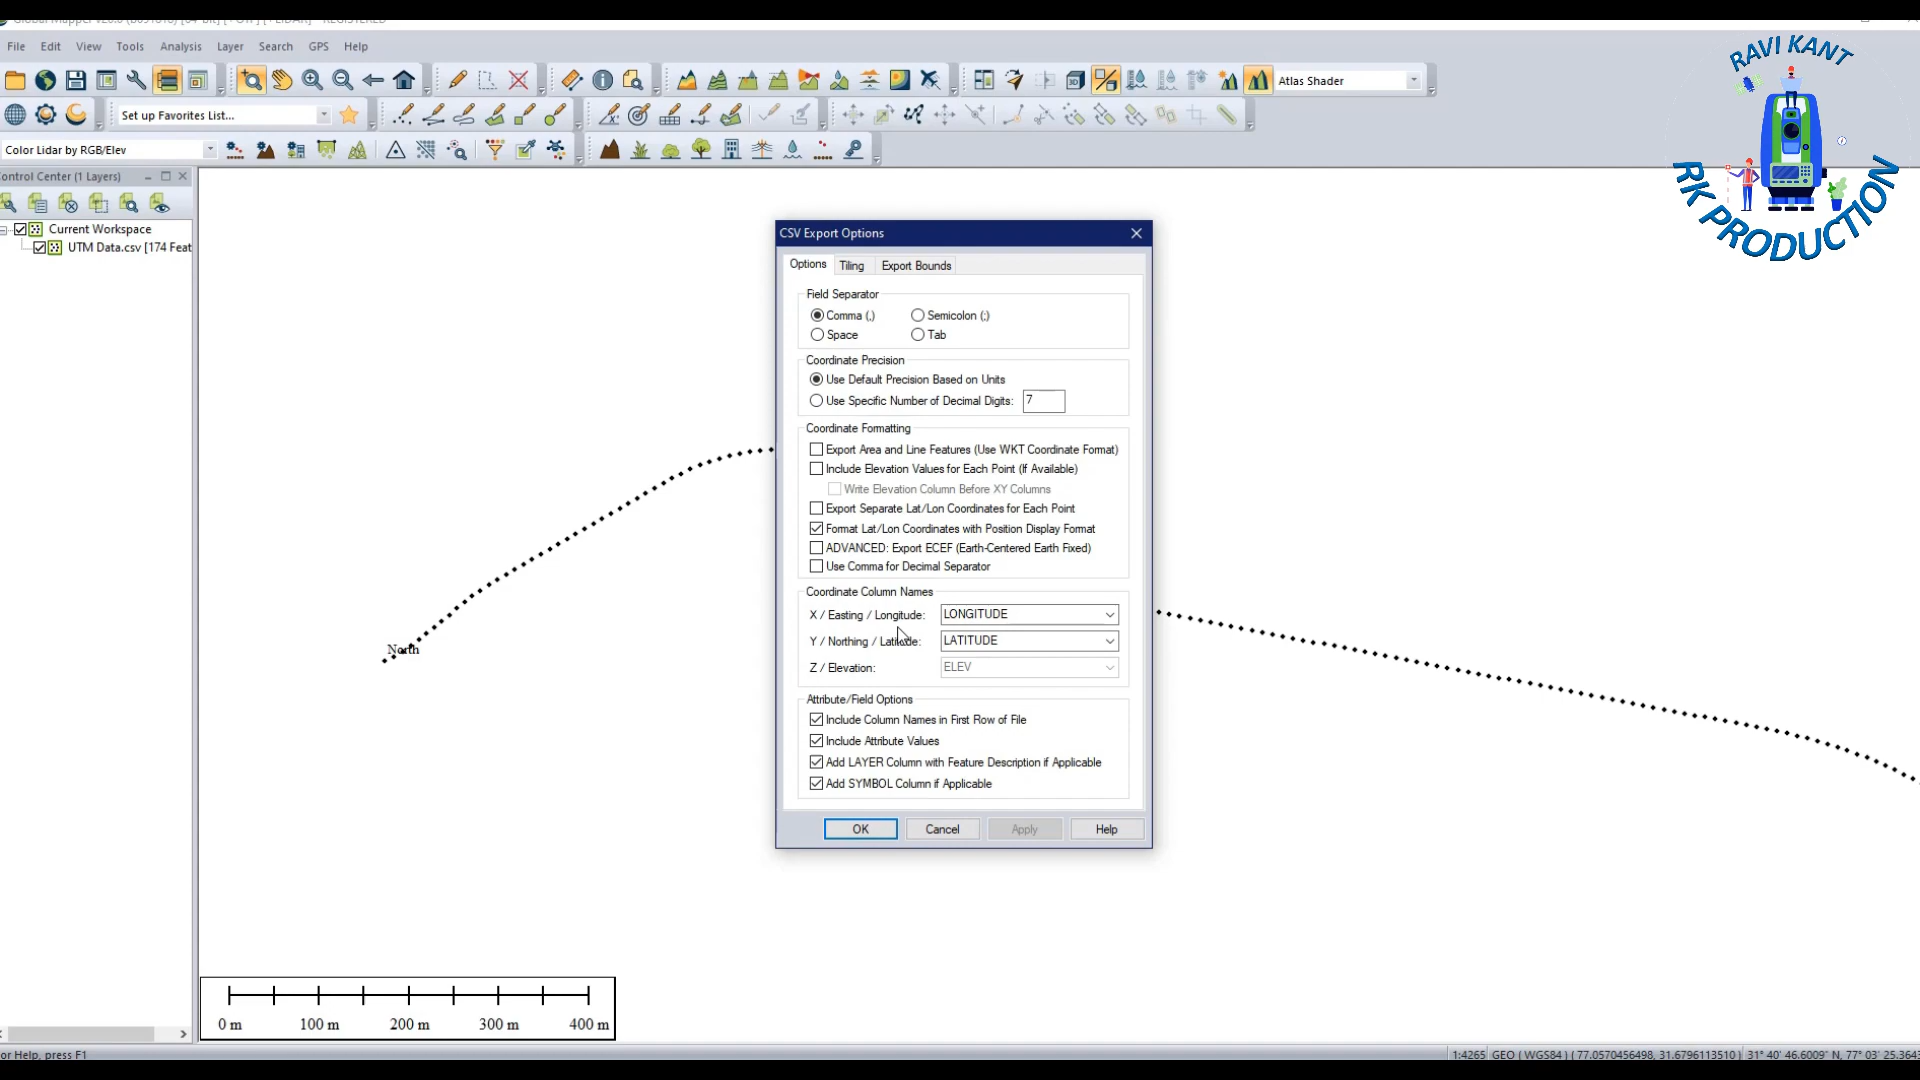 File Edit View Tools Analysis Layer Search GPS Help
Atlas Shader
Set up Favorites List...
Color Lidar by RGB/Elev
ontrol Center (1 Layers)
Current Workspace
UTM Data.csv [174 Feat
RAVI KANT
RK PRODUCTION
North
CSV Export Options
Options Tiling Export Bounds
Field Separator
Comma (,) Semicolon (;)
Space Tab
Coordinate Precision
Use Default Precision Based on Units
Use Specific Number of Decimal Digits: 7
Coordinate Formatting
Export Area and Line Features (Use WKT Coordinate Format)
Include Elevation Values for Each Point (If Available)
Write Elevation Column Before XY Columns
Export Separate Lat/Lon Coordinates for Each Point
Format Lat/Lon Coordinates with Position Display Format
ADVANCED: Export ECEF (Earth-Centered Earth Fixed)
Use Comma for Decimal Separator
Coordinate Column Names
X / Easting / Longitude: LONGITUDE
Y / Northing / Latitude: LATITUDE
Z / Elevation: ELEV
Attribute/Field Options
Include Column Names in First Row of File
Include Attribute Values
Add LAYER Column with Feature Description if Applicable
Add SYMBOL Column if Applicable
OK Cancel Apply Help
0 m 100 m 200 m 300 m 400 m
or Help, press F1
1:4265 GEO ( WGS84 ) ( 77.0570456498, 31.6796113510 ) 31° 40' 46.6009" N, 77° 03' 25.3643